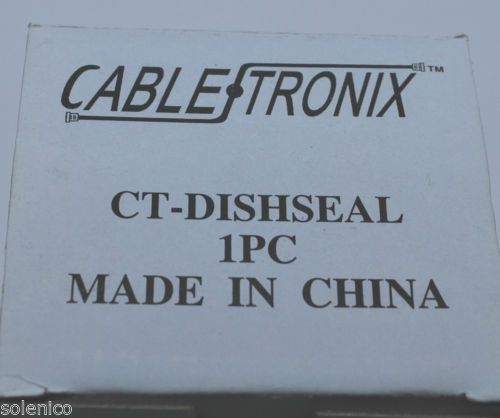 CABLETRONIX™
CT-DISHSEAL
1PC
MADE IN CHINA
solenico